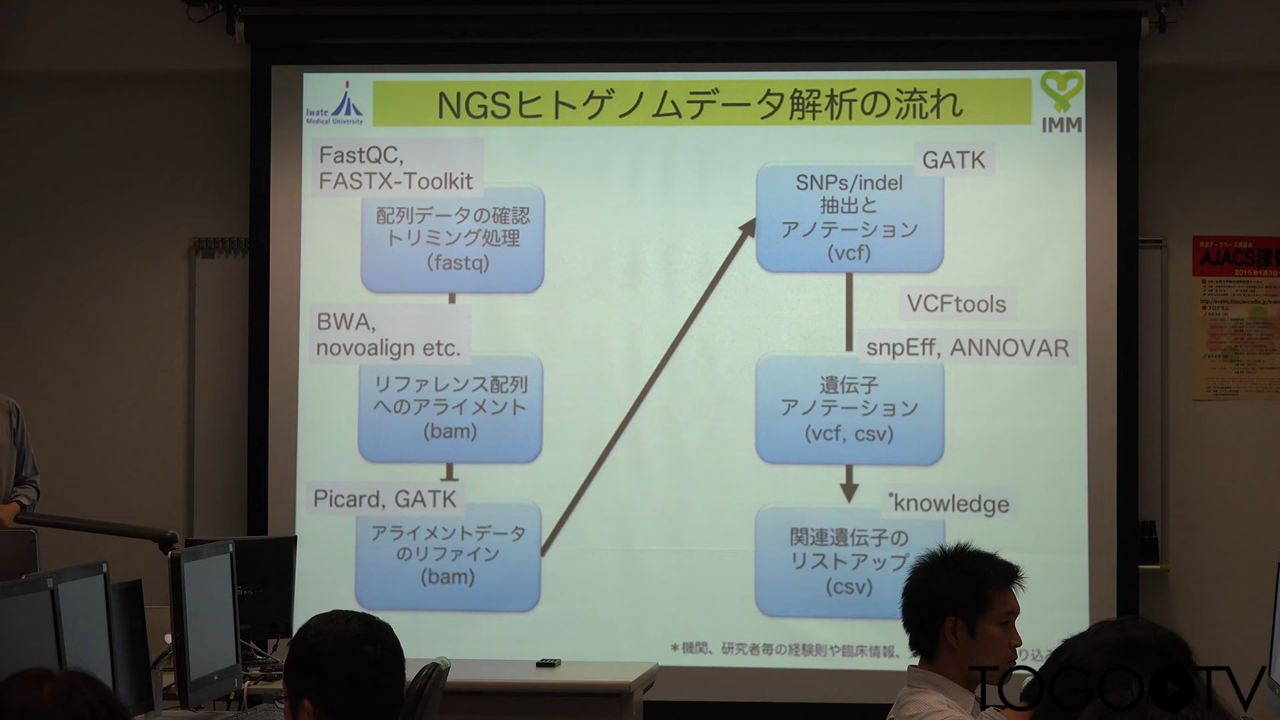 Iwate
Medical University
NGSヒトゲノムデータ解析の流れ
IMM
FastQC,
FASTX-Toolkit
配列データの確認
トリミング処理
(fastq)
BWA,
novoalign etc.
リファレンス配列
へのアライメント
(bam)
Picard, GATK
アライメントデータ
のリファイン
(bam)
GATK
SNPs/indel
抽出と
アノテーション
(vcf)
VCFtools
snpEff, ANNOVAR
遺伝子
アノテーション
(vcf, csv)
*knowledge
関連遺伝子の
リストアップ
(csv)
*機関、研究者毎の経験則や臨床情報、
AJACS
プログラム
TOGOTV